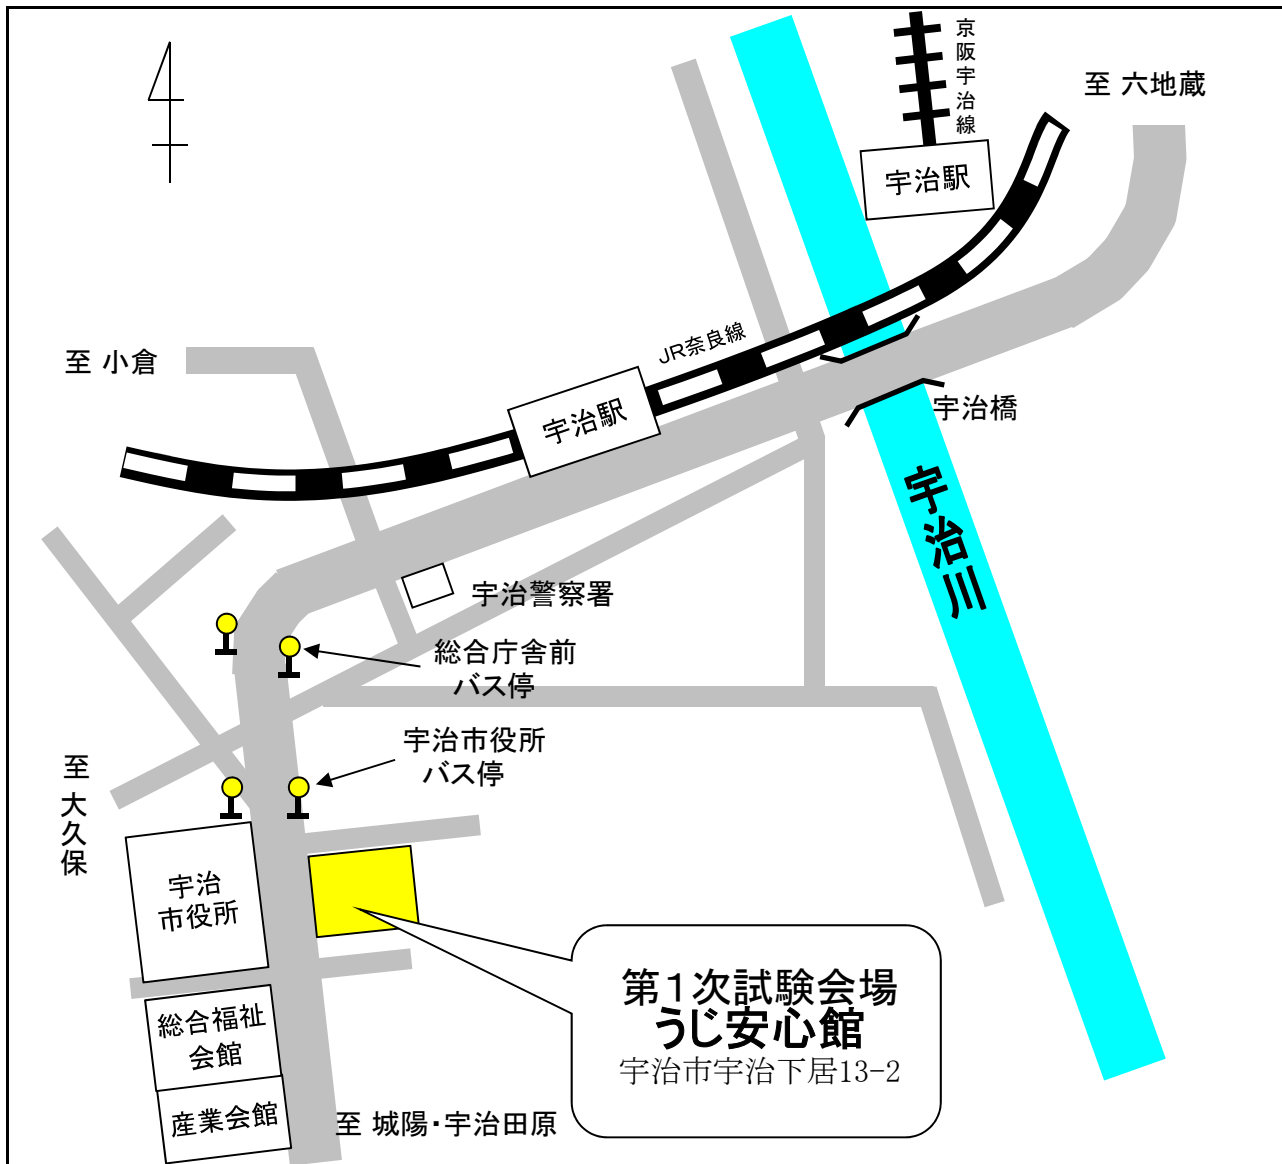 京阪宇治線
至 六地蔵
宇治駅
JR奈良線
至 小倉
宇治駅
宇治橋
宇治川
宇治警察署
総合庁舎前
バス停
宇治市役所
バス停
至 大久保
宇治
市役所
第１次試験会場
うじ安心館
宇治市宇治下居13-2
総合福祉
会館
産業会館
至 城陽・宇治田原